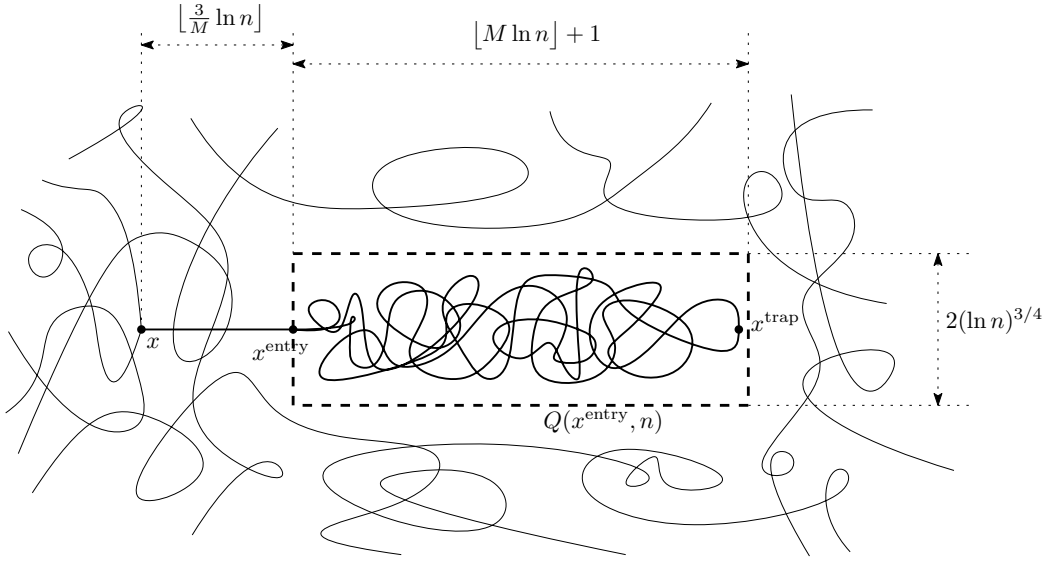 ⌊3/M ln n⌋
⌊M ln n⌋ + 1
x
x^entry
x^trap
2(ln n)^3/4
Q(x^entry, n)